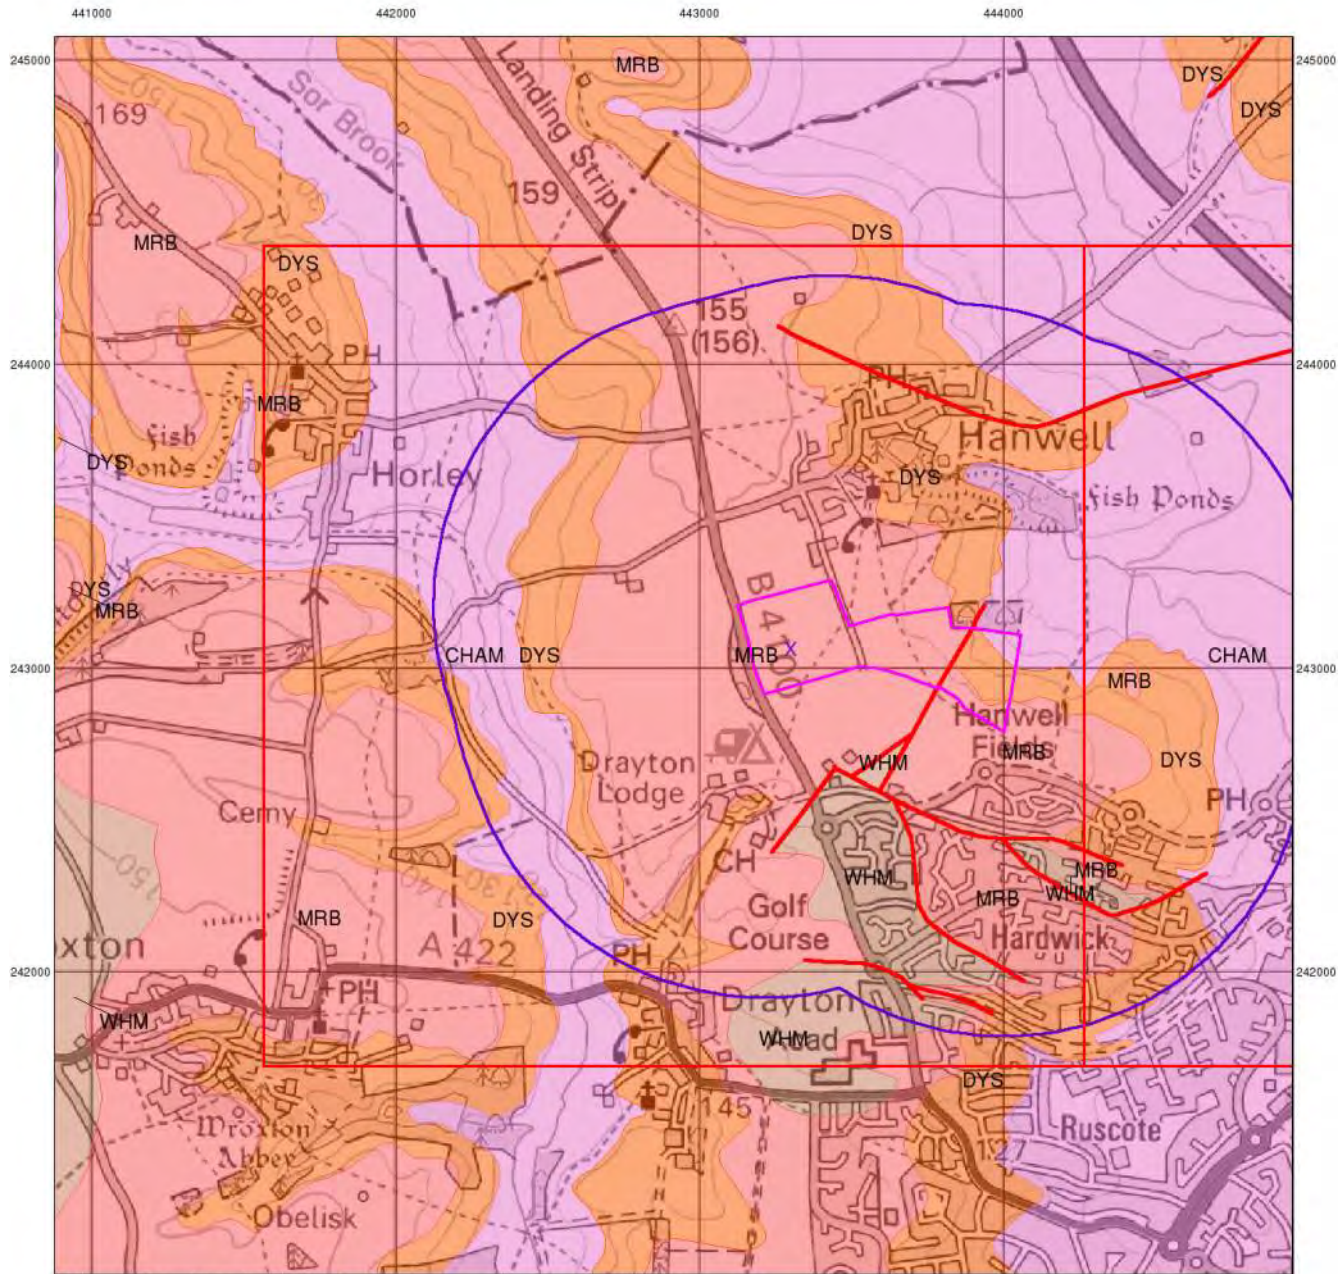 441000
442000
443000
444000
245000
245000
MRB
DYS
DYS
169
Sor Brook
Landing Strip
159
MRB
DYS
DYS
155
(156)
244000
244000
PH
PH
MRB
Hanwell
fish
Ponds
DYS
Horley
DYS
fish Ponds
DYS
MRB
B 4100
X
243000
CHAM
DYS
MRB
CHAM
243000
MRB
Hanwell
Fields
MRB
WHM
DYS
Drayton
Lodge
PH
Cerny
150
CH
MRB
WHM
WHM
MRB
Golf
Course
Hardwick
MRB
DYS
A 422
oxton
PH
242000
242000
PH
WHM
Drayton
Road
WHM
DYS
145
Ruscote
Wroxton
Abbey
Obelisk